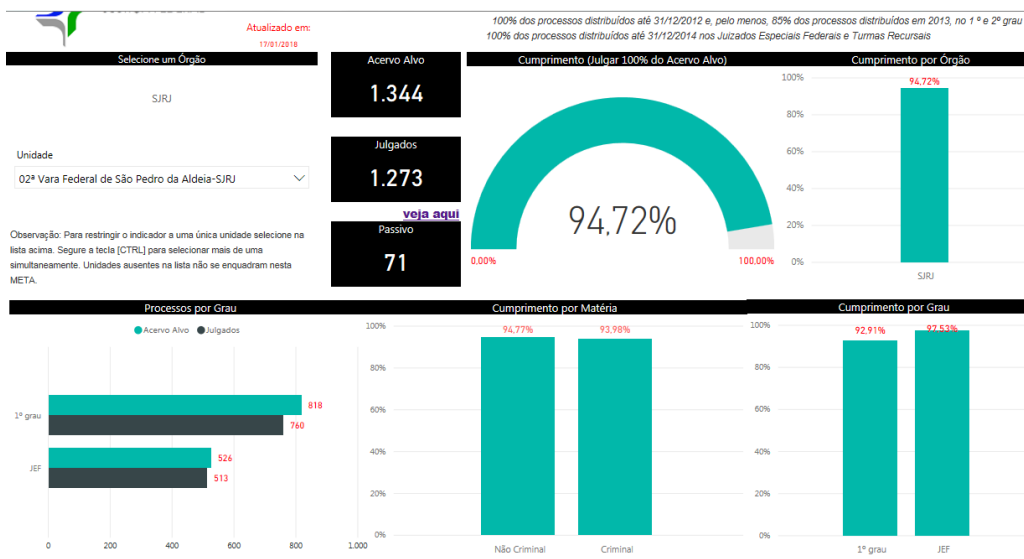 Atualizado em:
17/01/2018
100% dos processos distribuídos até 31/12/2012 e, pelo menos, 85% dos processos distribuídos em 2013, no 1 º e 2º grau
100% dos processos distribuídos até 31/12/2014 nos Juizados Especiais Federais e Turmas Recursais
Selecione um Órgão
SJRJ
Unidade
02ª Vara Federal de São Pedro da Aldeia-SJRJ
Observação: Para restringir o indicador a uma única unidade selecione na
lista acima. Segure a tecla [CTRL] para selecionar mais de uma
simultaneamente. Unidades ausentes na lista não se enquadram nesta
META.
Acervo Alvo
1.344
Julgados
1.273
veja aqui
Passivo
71
Cumprimento (Julgar 100% do Acervo Alvo)
94,72%
0,00%
100,00%
Cumprimento por Órgão
100%
80%
60%
40%
20%
0%
94,72%
SJRJ
Processos por Grau
Acervo Alvo Julgados
1º grau
818
760
JEF
526
513
0 200 400 600 800 1.000
Cumprimento por Matéria
100%
80%
60%
40%
20%
0%
94,77%
93,98%
Não Criminal Criminal
Cumprimento por Grau
100%
80%
60%
40%
20%
0%
92,91%
97,53%
1º grau JEF